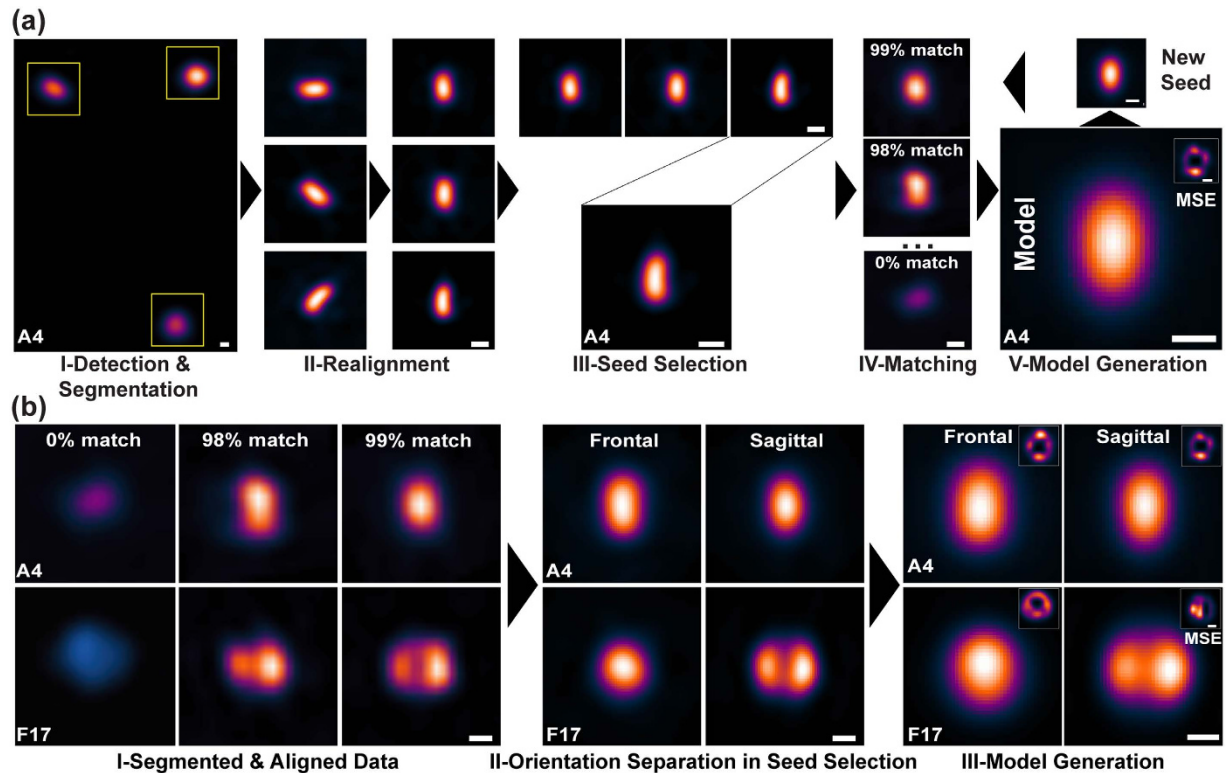 (a)
99% match
New
Seed
98% match
MSE
Model
...
0% match
A4
A4
A4
I-Detection &
Segmentation
II-Realignment
III-Seed Selection
IV-Matching
V-Model Generation
(b)
0% match
98% match
99% match
Frontal
Sagittal
Frontal
Sagittal
A4
A4
A4
MSE
F17
F17
F17
I-Segmented & Aligned Data
II-Orientation Separation in Seed Selection
III-Model Generation